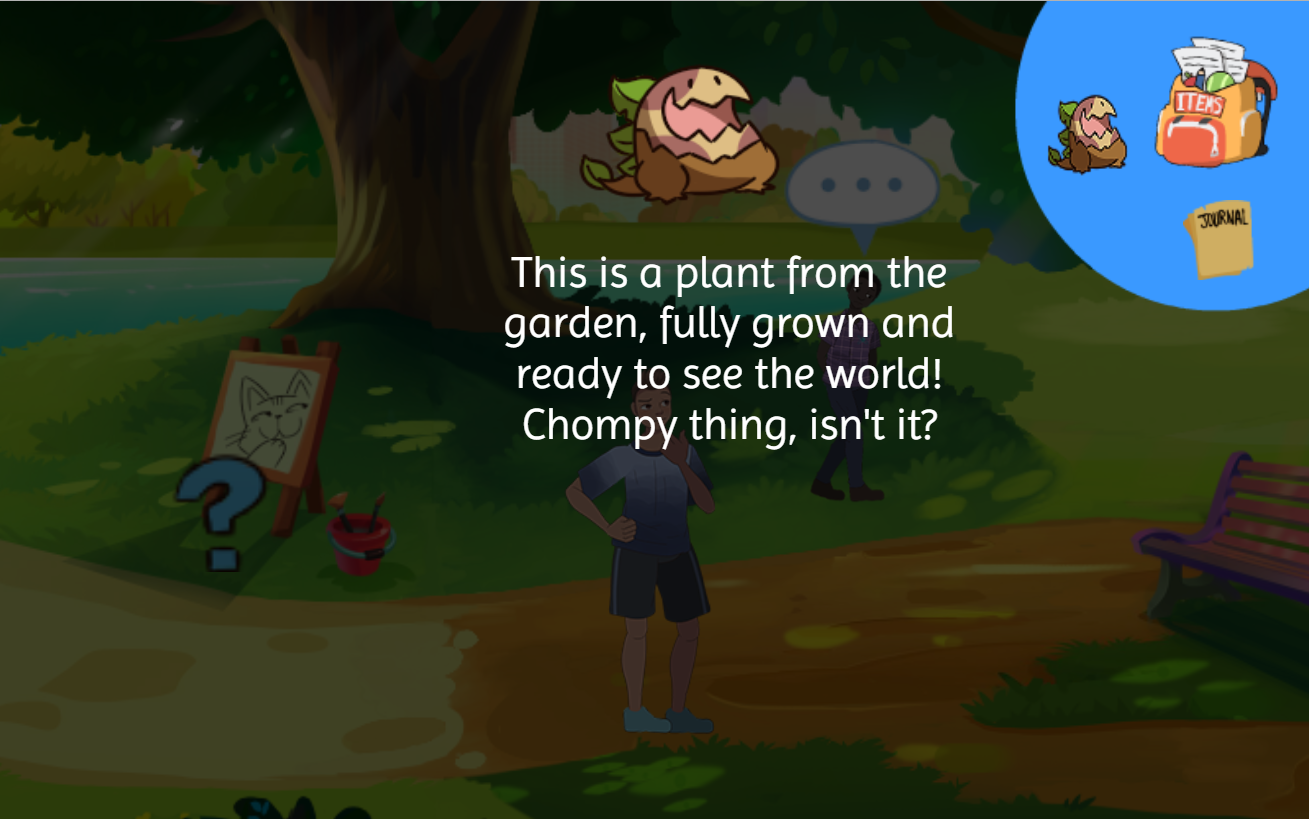 ITEMS
JOURNAL
This is a plant from the
garden, fully grown and
ready to see the world!
Chompy thing, isn't it?
?